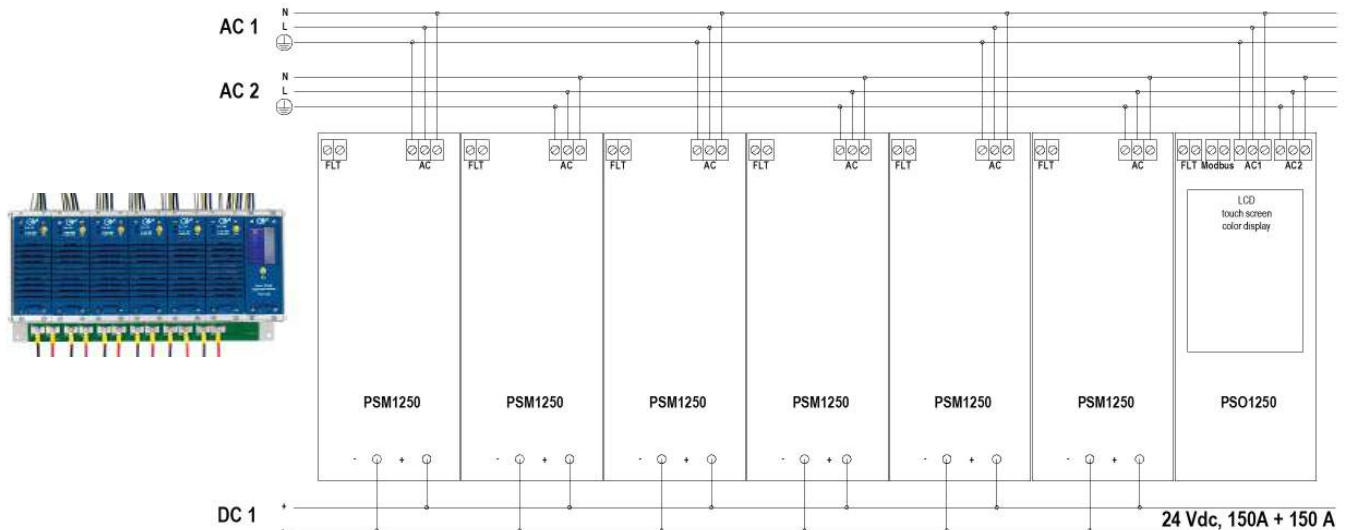 N
AC 1 L
N
AC 2 L
FLT AC FLT AC FLT AC FLT AC FLT AC FLT AC FLT Modbus AC1 AC2
LCD
touch screen
color display
PSM1250 PSM1250 PSM1250 PSM1250 PSM1250 PSM1250 PSO1250
- + - + - + - + - + - +
DC 1 +
24 Vdc, 150A + 150 A